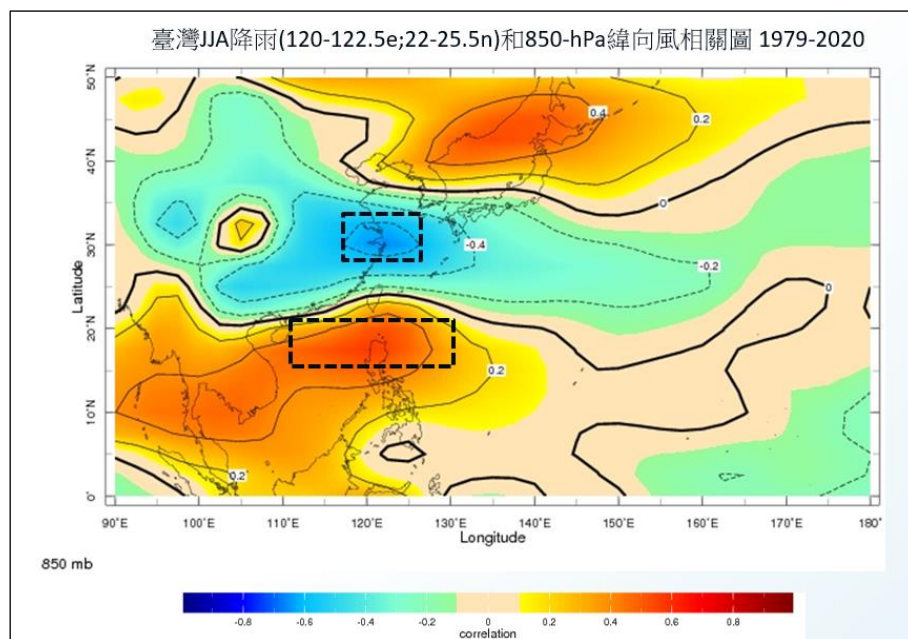 臺灣JJA降雨(120-122.5e;22-25.5n)和850-hPa緯向風相關圖 1979-2020
50°N
40°N
30°N
20°N
10°N
0°
Latitude
0.4
0.2
0
-0.4
-0.2
0
0.2
0.2
90°E 100°E 110°E 120°E 130°E 140°E 150°E 160°E 170°E 180°
Longitude
850 mb
-0.8 -0.6 -0.4 -0.2 0 0.2 0.4 0.6 0.8
correlation